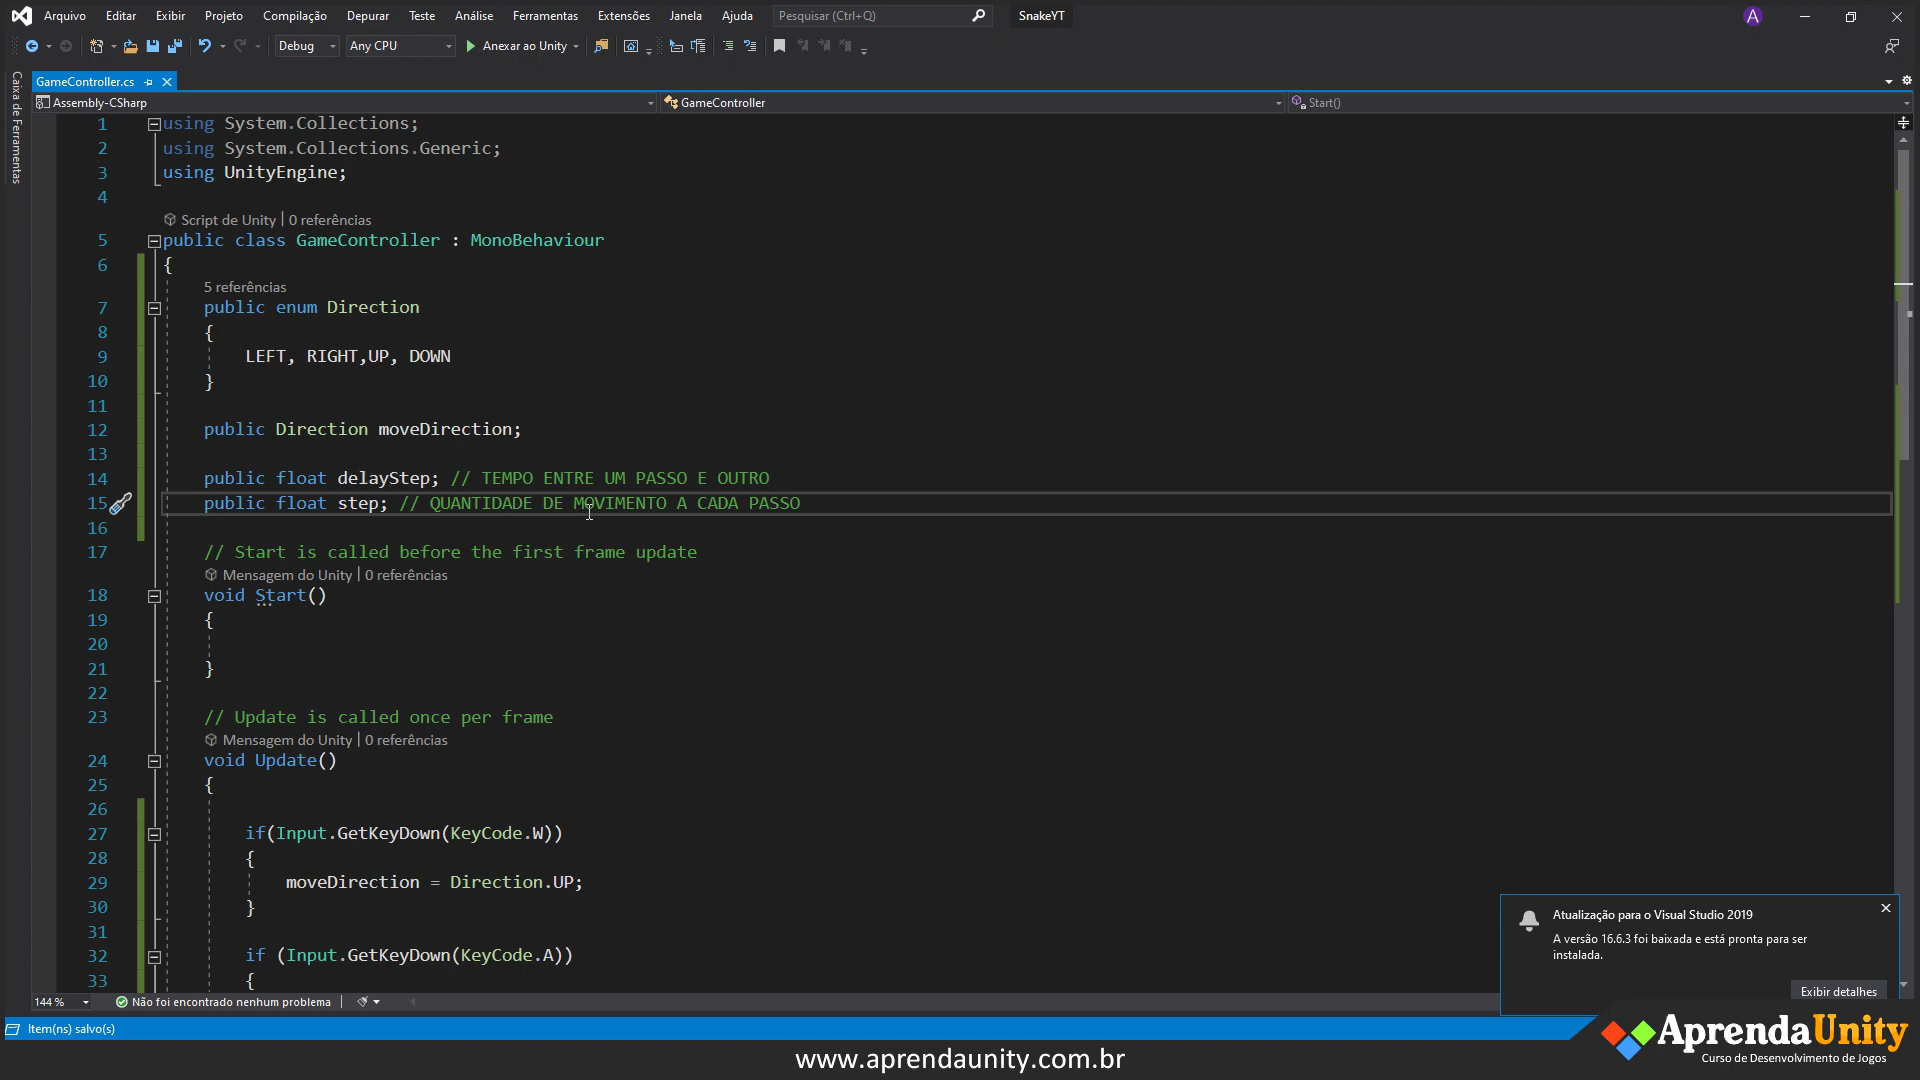 Arquivo Editar Exibir Projeto Compilação Depurar Teste Análise Ferramentas Extensões Janela Ajuda Pesquisar (Ctrl+Q) SnakeYT A
Debug Any CPU Anexar ao Unity
Caixa de Ferramentas
GameController.cs
Assembly-CSharp GameController Start()
1 using System.Collections;
2 using System.Collections.Generic;
3 using UnityEngine;
4
Script de Unity | 0 referências
5 public class GameController : MonoBehaviour
6 {
5 referências
7 public enum Direction
8 {
9 LEFT, RIGHT,UP, DOWN
10 }
11
12 public Direction moveDirection;
13
14 public float delayStep; // TEMPO ENTRE UM PASSO E OUTRO
15 public float step; // QUANTIDADE DE MOVIMENTO A CADA PASSO
16
17 // Start is called before the first frame update
Mensagem do Unity | 0 referências
18 void Start()
19 {
20
21 }
22
23 // Update is called once per frame
Mensagem do Unity | 0 referências
24 void Update()
25 {
26
27 if(Input.GetKeyDown(KeyCode.W))
28 {
29 moveDirection = Direction.UP;
30 }
31
32 if (Input.GetKeyDown(KeyCode.A))
33 {
Atualização para o Visual Studio 2019
A versão 16.6.3 foi baixada e está pronta para ser
instalada.
Exibir detalhes
144 % Não foi encontrado nenhum problema
Item(ns) salvo(s)
AprendaUnity
Curso de Desenvolvimento de Jogos
www.aprendaunity.com.br